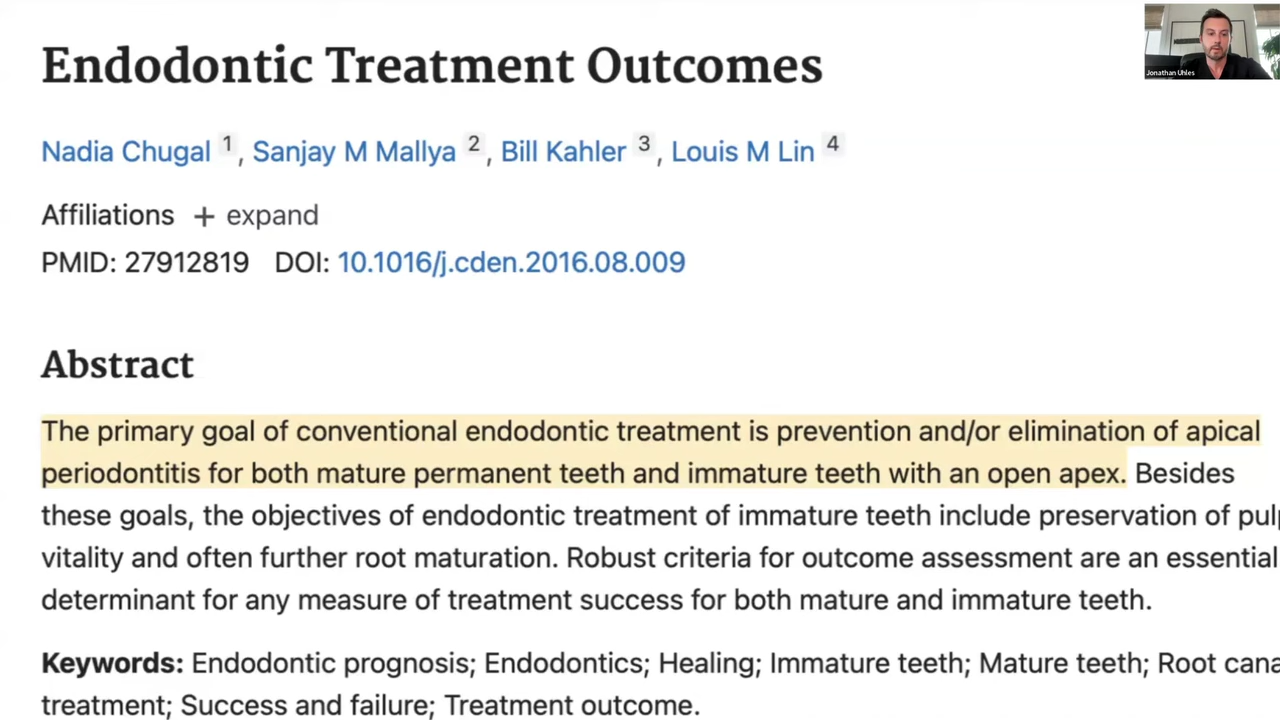 Endodontic Treatment Outcomes
Jonathan Uhles
Nadia Chugal 1, Sanjay M Mallya 2, Bill Kahler 3, Louis M Lin 4
Affiliations + expand
PMID: 27912819 DOI: 10.1016/j.cden.2016.08.009
Abstract
The primary goal of conventional endodontic treatment is prevention and/or elimination of apical
periodontitis for both mature permanent teeth and immature teeth with an open apex. Besides
these goals, the objectives of endodontic treatment of immature teeth include preservation of
vitality and often further root maturation. Robust criteria for outcome assessment are an essential
determinant for any measure of treatment success for both mature and immature teeth.
Keywords: Endodontic prognosis; Endodontics; Healing; Immature teeth; Mature teeth; Root
treatment; Success and failure; Treatment outcome.